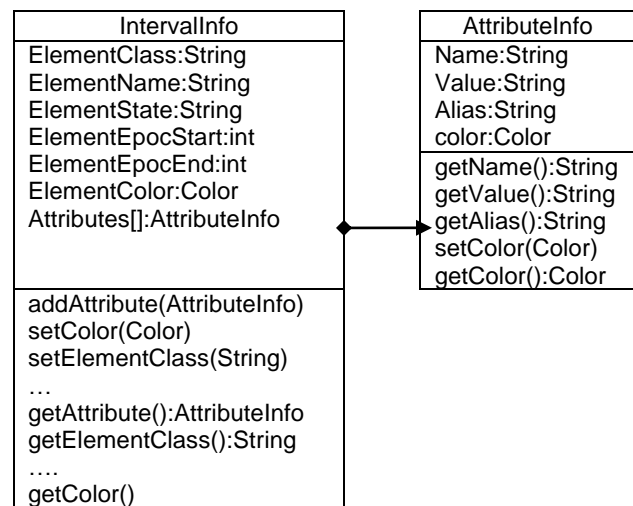 IntervalInfo
ElementClass:String
ElementName:String
ElementState:String
ElementEpocStart:int
ElementEpocEnd:int
ElementColor:Color
Attributes[]:AttributeInfo
addAttribute(AttributeInfo)
setColor(Color)
setElementClass(String)
…
getAttribute():AttributeInfo
getElementClass():String
….
getColor()
AttributeInfo
Name:String
Value:String
Alias:String
color:Color
getName():String
getValue():String
getAlias():String
setColor(Color)
getColor():Color